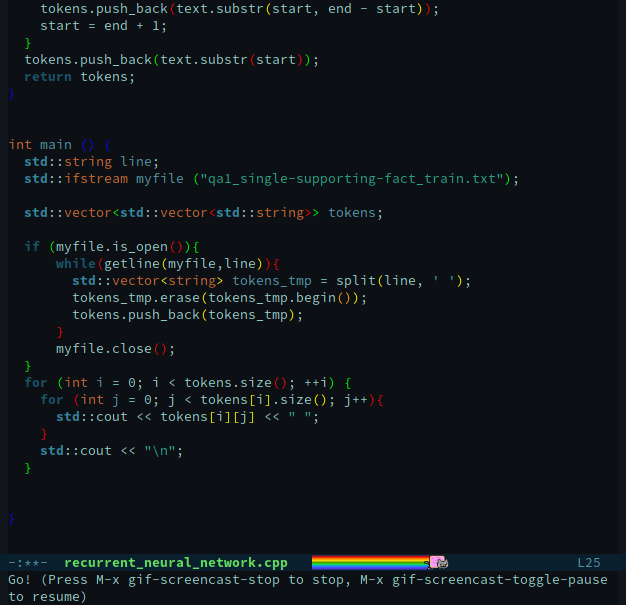 tokens.push_back(text.substr(start, end - start));
    start = end + 1;
  }
  tokens.push_back(text.substr(start));
  return tokens;
}
int main () {
  std::string line;
  std::ifstream myfile ("qa1_single-supporting-fact_train.txt");
  std::vector<std::vector<std::string>> tokens;
  if (myfile.is_open()){
      while(getline(myfile,line)){
        std::vector<string> tokens_tmp = split(line, ' ');
        tokens_tmp.erase(tokens_tmp.begin());
        tokens.push_back(tokens_tmp);
      }
      myfile.close();
  }
  for (int i = 0; i < tokens.size(); ++i) {
    for (int j = 0; j < tokens[i].size(); j++){
      std::cout << tokens[i][j] << " ";
    }
    std::cout << "\n";
  }
}
-:**-  recurrent_neural_network.cpp L25
Go! (Press M-x gif-screencast-stop to stop, M-x gif-screencast-toggle-pause
to resume)